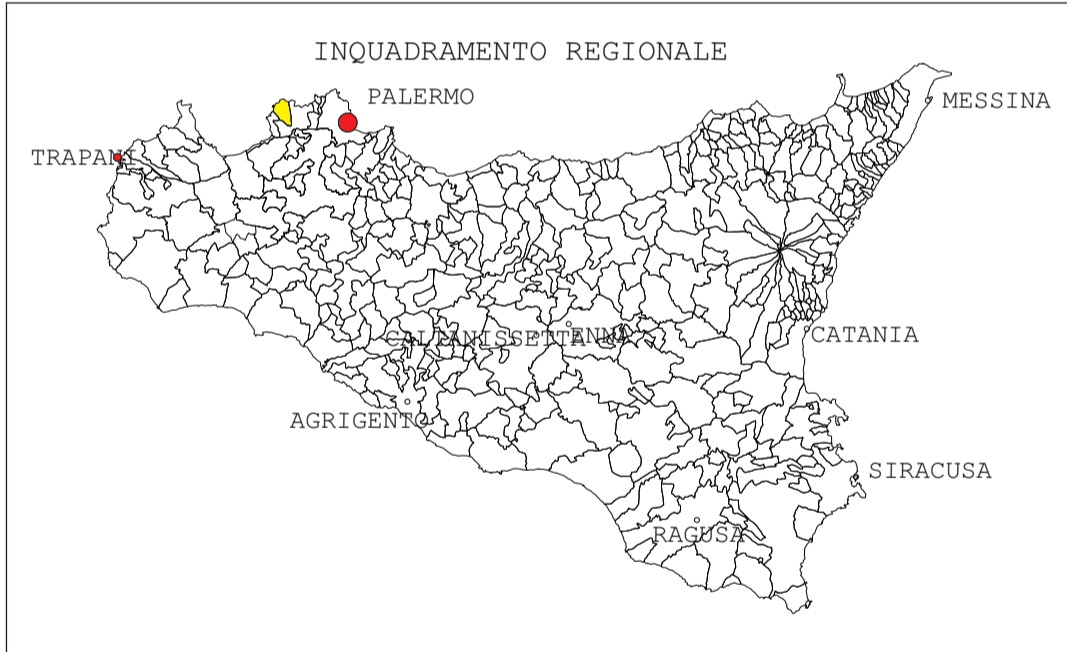 INQUADRAMENTO REGIONALE
PALERMO
MESSINA
TRAPANI
CALTANISSETTA
ENNA
CATANIA
AGRIGENTO
SIRACUSA
RAGUSA